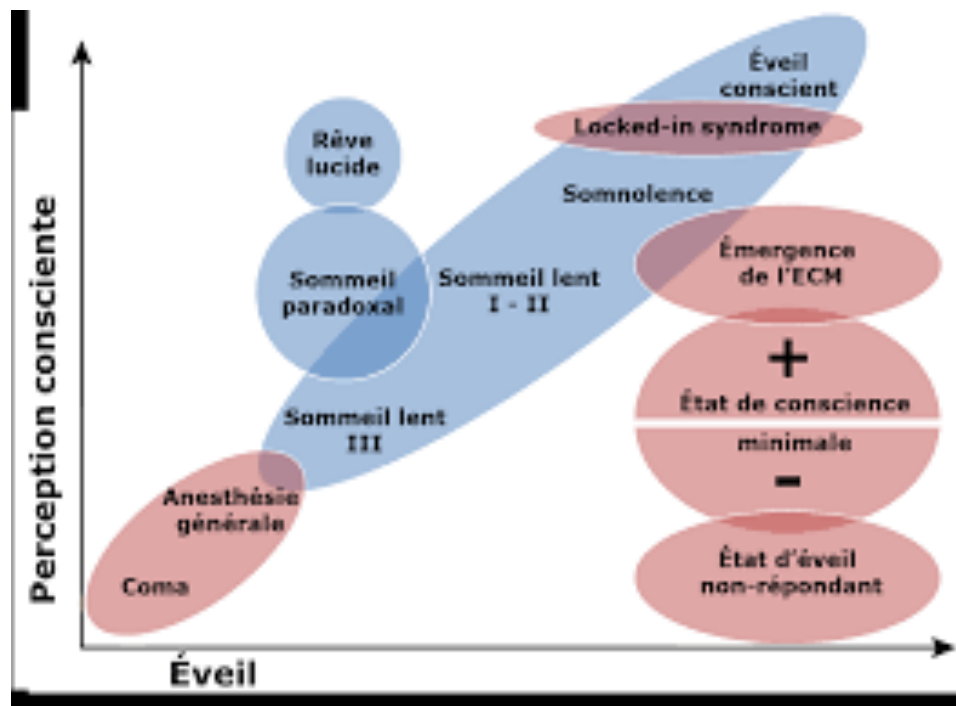 Éveil
conscient
Locked-in syndrome
Rêve
lucide
Somnolence
Émergence
de l'ECM
Sommeil
paradoxal
Sommeil lent
I - II
+
État de conscience
minimale
-
Sommeil lent
III
Anesthésie
générale
Coma
État d'éveil
non-répondant
Perception consciente
Éveil